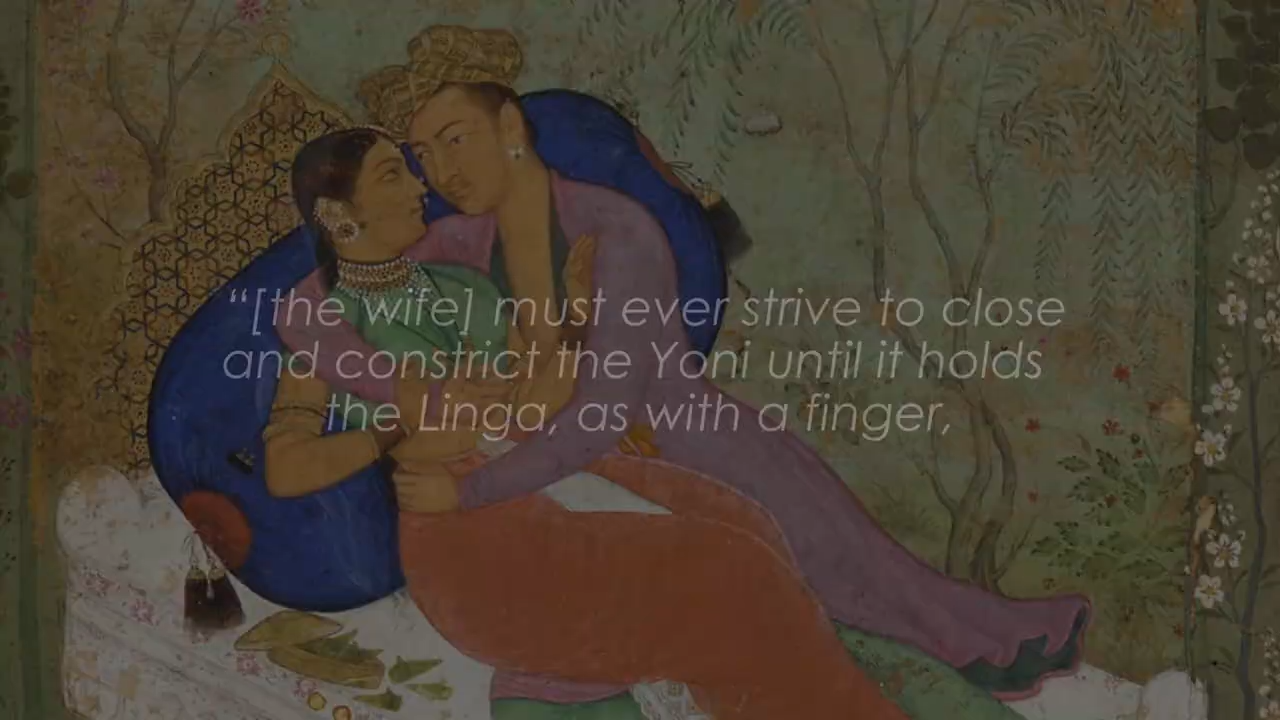 “[the wife] must ever strive to close
and constrict the Yoni until it holds
the Linga, as with a finger,